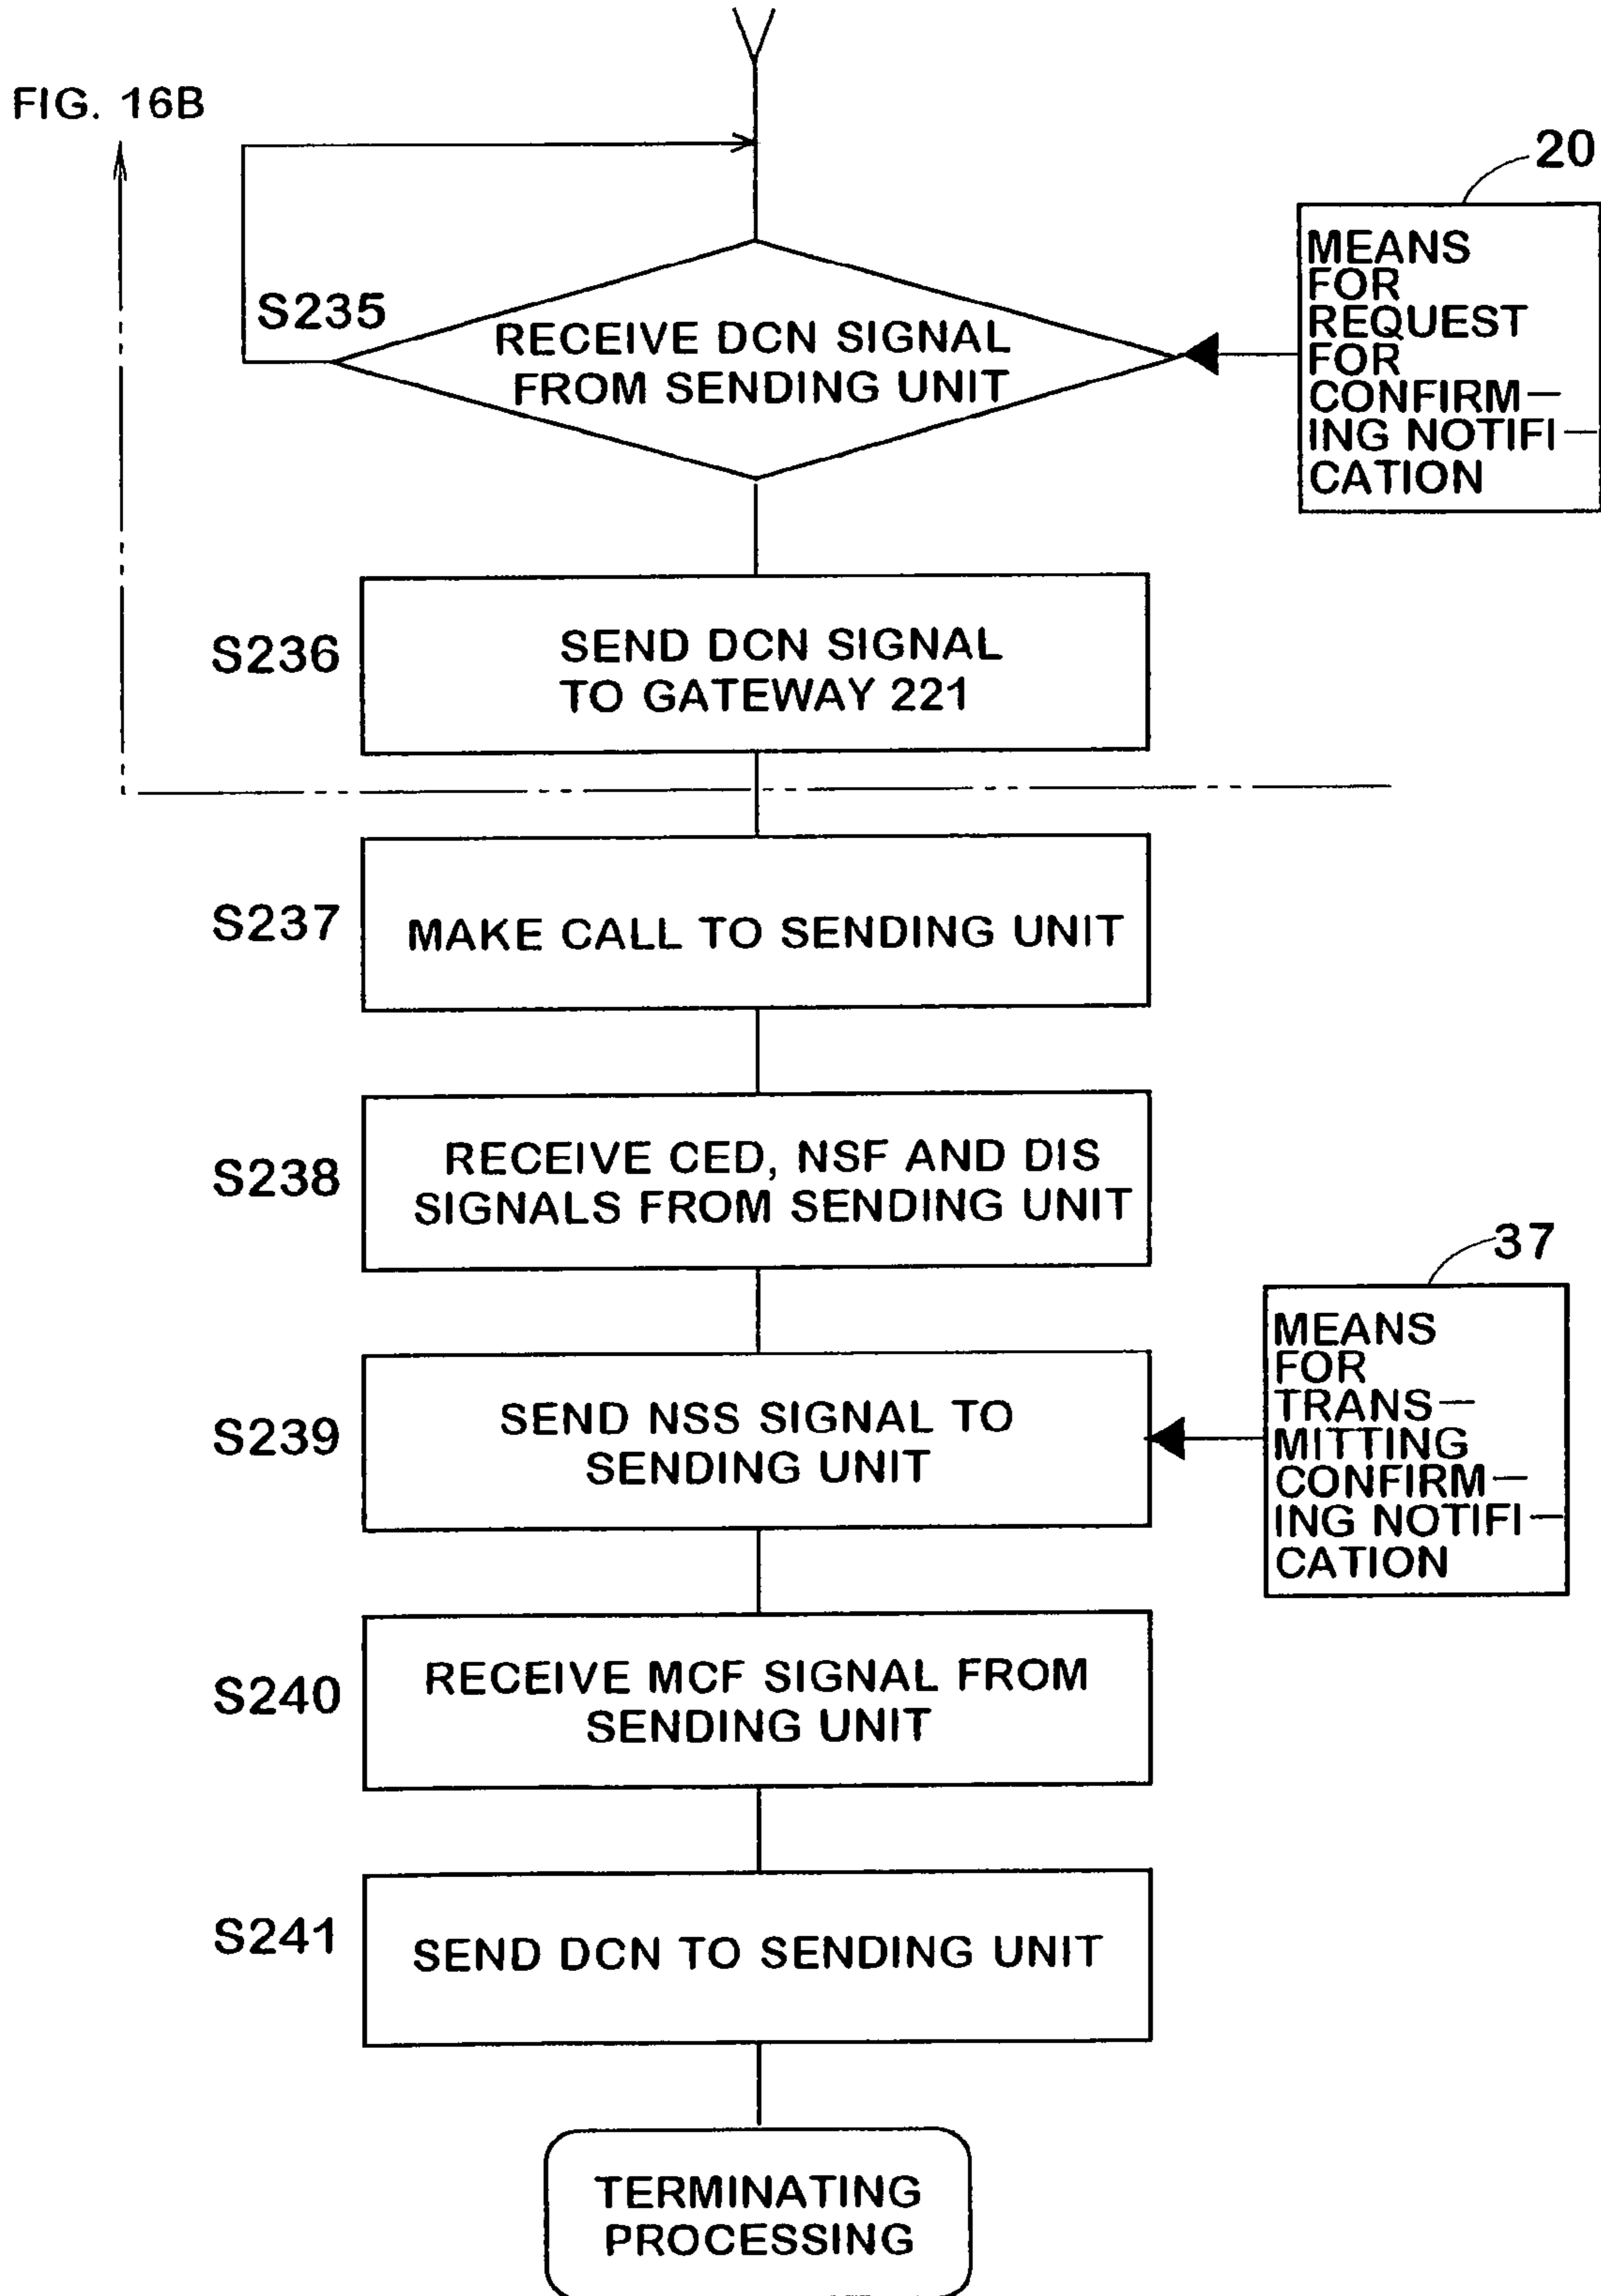 FIG. 16B
20
MEANS
FOR
REQUEST
FOR
CONFIRM—
ING NOTIFI—
CATION
S235
RECEIVE DCN SIGNAL
FROM SENDING UNIT
S236
SEND DCN SIGNAL
TO GATEWAY 221
S237
MAKE CALL TO SENDING UNIT
S238
RECEIVE CED, NSF AND DIS
SIGNALS FROM SENDING UNIT
37
MEANS
FOR
TRANS—
MITTING
CONFIRM—
ING NOTIFI—
CATION
S239
SEND NSS SIGNAL TO
SENDING UNIT
S240
RECEIVE MCF SIGNAL FROM
SENDING UNIT
S241
SEND DCN TO SENDING UNIT
TERMINATING
PROCESSING